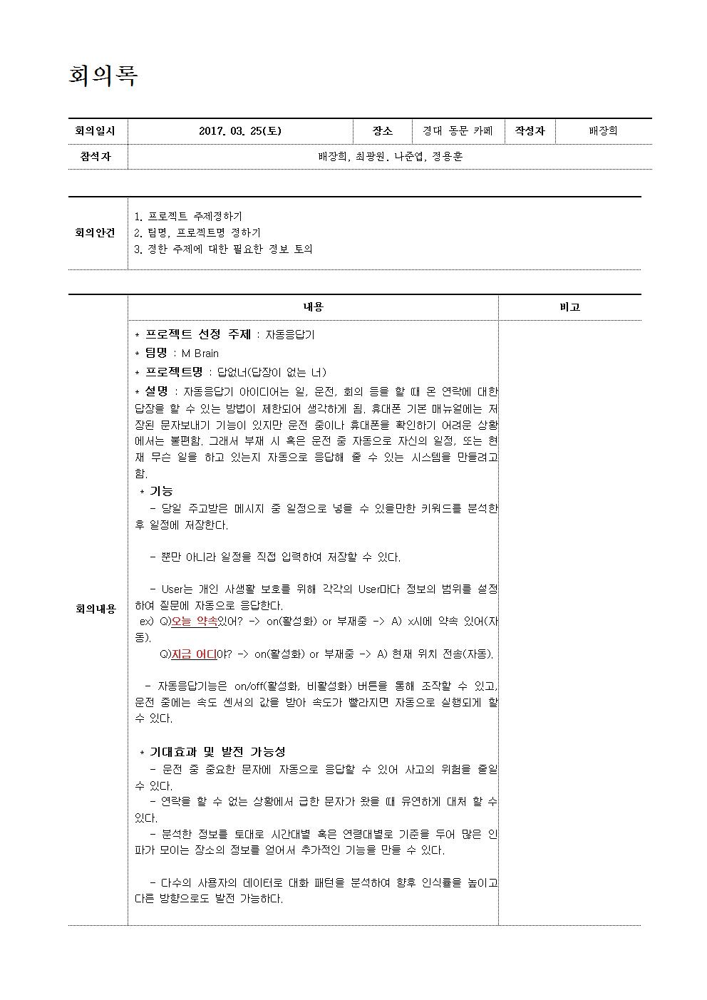 회의록
회의일시 2017. 03. 25(토) 장소 경대 동문 카페 작성자 배장희
참석자 배장희, 최광원, 나준엽, 정용훈
1. 프로젝트 주제정하기
회의안건 2. 팀명, 프로젝트명 정하기
3. 정한 주제에 대한 필요한 정보 토의
내용 비고
* 프로젝트 선정 주제 : 자동응답기
* 팀명 : M Brain
* 프로젝트명 : 답없너(답장이 없는 너)
* 설명 : 자동응답기 아이디어는 일, 운전, 회의 등을 할 때 온 연락에 대한
답장을 할 수 있는 방법이 제한되어 생각하게 됨. 휴대폰 기본 매뉴얼에는 저
장된 문자보내기 기능이 있지만 운전 중이나 휴대폰을 확인하기 어려운 상황
에서는 불편함. 그래서 부재 시 혹은 운전 중 자동으로 자신의 일정, 또는 현
재 무슨 일을 하고 있는지 자동으로 응답해 줄 수 있는 시스템을 만들려고
함.
* 기능
- 당일 주고받은 메시지 중 일정으로 넣을 수 있을만한 키워드를 분석한
후 일정에 저장한다.
- 뿐만 아니라 일정을 직접 입력하여 저장할 수 있다.
- User는 개인 사생활 보호를 위해 각각의 User마다 정보의 범위를 설정
회의내용 하여 질문에 자동으로 응답한다.
ex) Q)오늘 약속있어? -> on(활성화) or 부재중 -> A) x시에 약속 있어(자
동).
Q)지금 어디야? -> on(활성화) or 부재중 -> A) 현재 위치 전송(자동).
- 자동응답기능은 on/off(활성화, 비활성화) 버튼을 통해 조작할 수 있고,
운전 중에는 속도 센서의 값을 받아 속도가 빨라지면 자동으로 실행되게 할
수 있다.
* 기대효과 및 발전 가능성
- 운전 중 중요한 문자에 자동으로 응답할 수 있어 사고의 위험을 줄일
수 있다.
- 연락을 할 수 없는 상황에서 급한 문자가 왔을 때 유연하게 대처 할 수
있다.
- 분석한 정보를 토대로 시간대별 혹은 연령대별로 기준을 두어 많은 인
파가 모이는 장소의 정보를 얻어서 추가적인 기능을 만들 수 있다.
- 다수의 사용자의 데이터로 대화 패턴을 분석하여 향후 인식률을 높이고
다른 방향으로도 발전 가능하다.